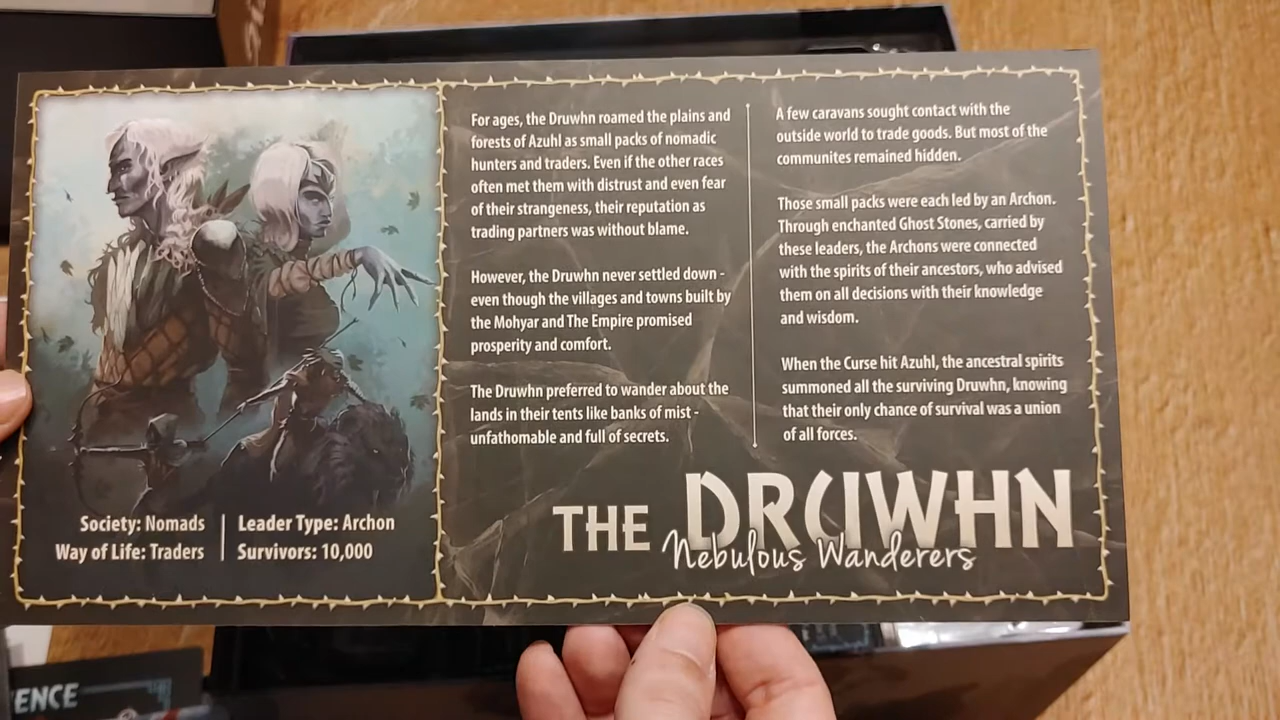 Society: Nomads
Way of Life: Traders
Leader Type: Archon
Survivors: 10,000
For ages, the Druwhn roamed the plains and
forests of Azuhl as small packs of nomadic
hunters and traders. Even if the other races
often met them with distrust and even fear
of their strangeness, their reputation as
trading partners was without blame.
However, the Druwhn never settled down -
even though the villages and towns built by
the Mohyar and The Empire promised
prosperity and comfort.
The Druwhn preferred to wander about the
lands in their tents like banks of mist -
unfathomable and full of secrets.
A few caravans sought contact with the
outside world to trade goods. But most of the
communites remained hidden.
Those small packs were each led by an Archon.
Through enchanted Ghost Stones, carried by
these leaders, the Archons were connected
with the spirits of their ancestors, who advised
them on all decisions with their knowledge
and wisdom.
When the Curse hit Azuhl, the ancestral spirits
summoned all the surviving Druwhn, knowing
that their only chance of survival was a union
of all forces.
THE DRUWHN
Nebulous Wanderers
ENCE